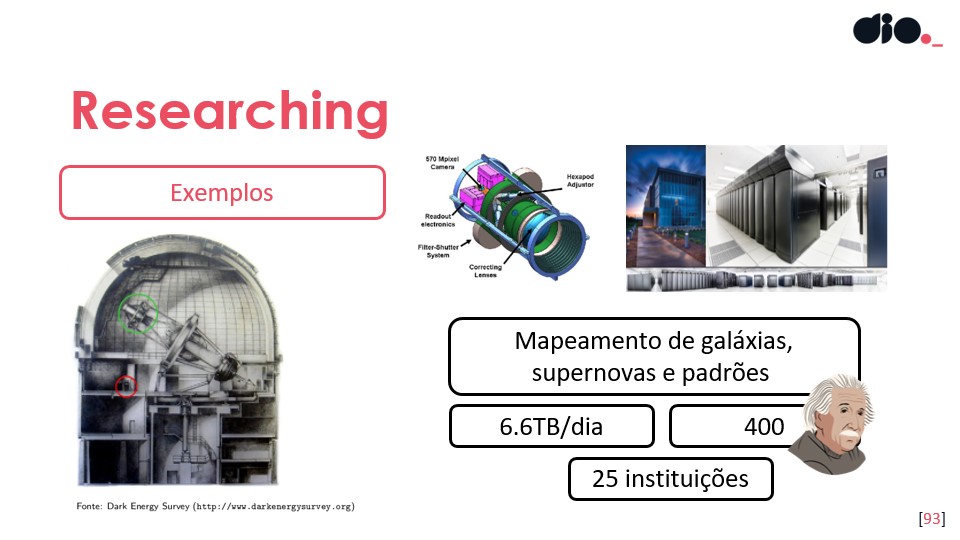 dio._
Researching
Exemplos
570 Mpixel
Camera
Hexapod
Adjustor
Readout
electronics
Filter-Shutter
System
Correcting
Lenses
Mapeamento de galáxias,
supernovas e padrões
6.6TB/dia
400
25 instituições
Fonte: Dark Energy Survey (http://www.darkenergysurvey.org)
[93]